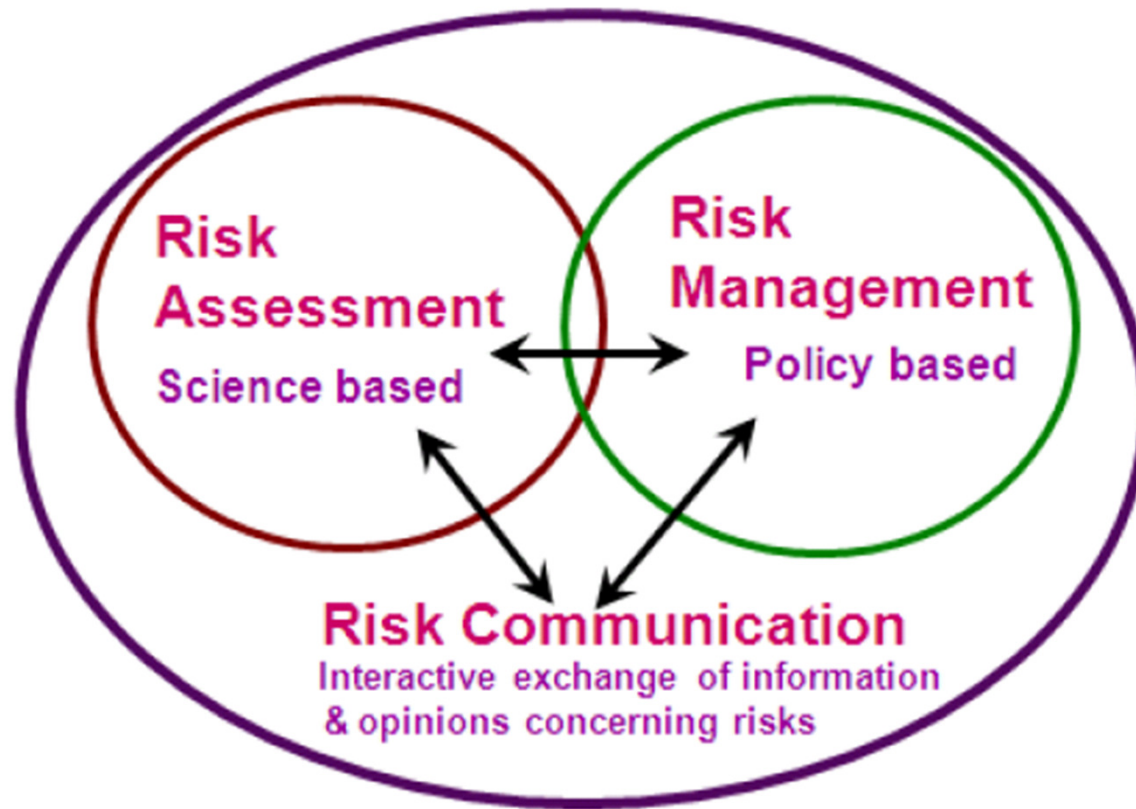 Risk
Assessment
Science based
Risk
Management
Policy based
Risk Communication
Interactive exchange of information
& opinions concerning risks